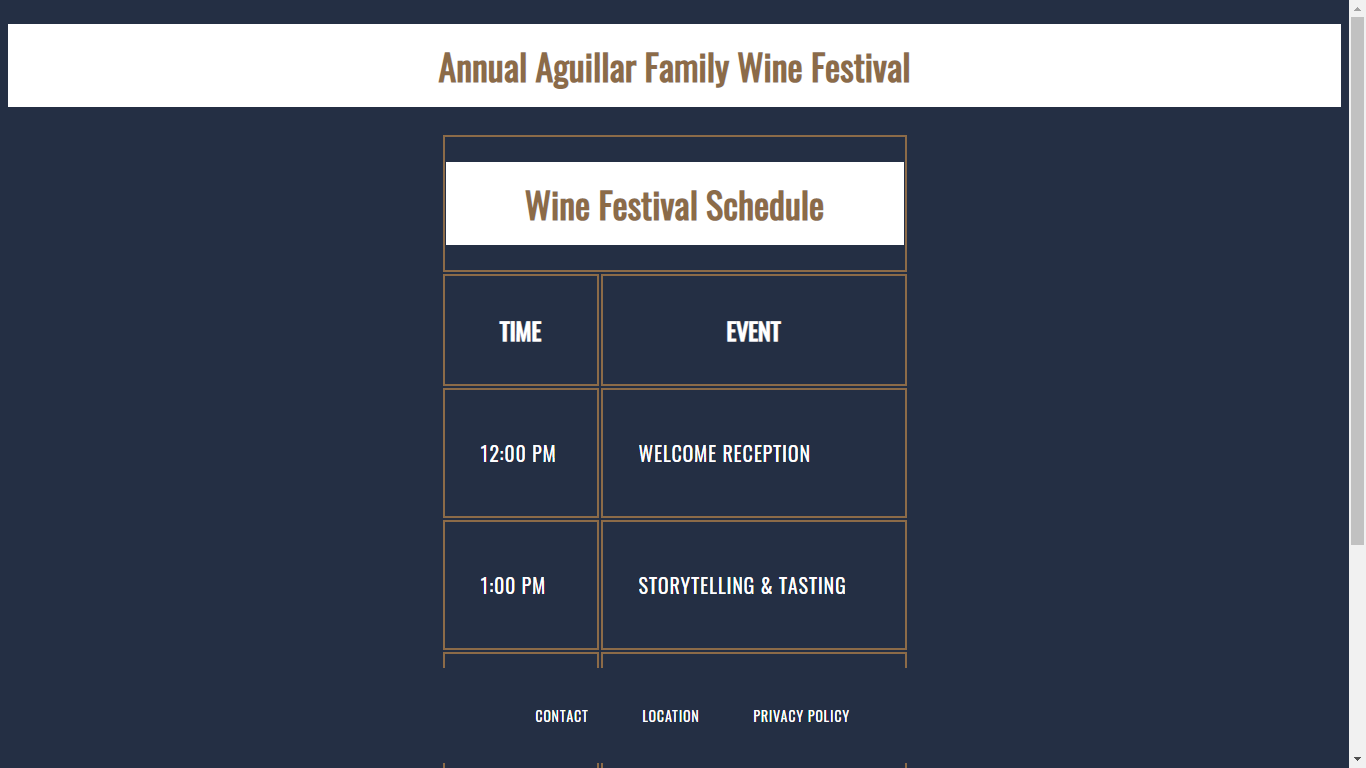 Annual Aguillar Family Wine Festival
Wine Festival Schedule
TIME EVENT
12:00 PM WELCOME RECEPTION
1:00 PM STORYTELLING & TASTING
CONTACT LOCATION PRIVACY POLICY